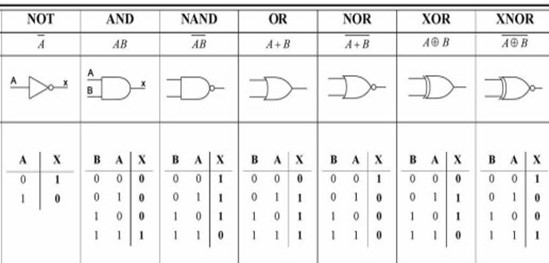 NOT AND NAND OR NOR XOR XNOR
A̅ AB A̅B̅ A + B A̅ ̅+̅ ̅B̅ A ⊕ B A̅ ̅⊕̅ ̅B̅
A x A B x
A X B A X B A X B A X B A X B A X B A X
0 1 0 0 0 0 0 1 0 0 0 0 0 1 0 0 0 0 0 1
1 0 0 1 0 0 1 1 0 1 1 0 1 0 0 1 1 0 1 0
1 0 0 1 0 1 1 0 1 1 0 0 1 0 1 1 0 0
1 1 1 1 1 0 1 1 1 1 1 0 1 1 0 1 1 1